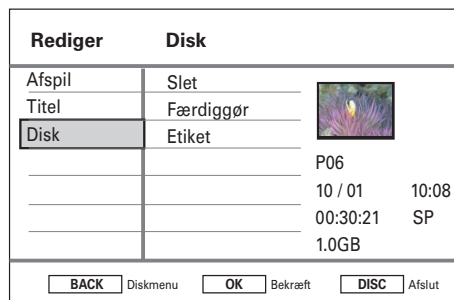 Rediger Disk
Afspil Slet
Titel Færdiggør
Disk Etiket
P06
10 / 01 10:08
00:30:21 SP
1.0GB
BACK Diskmenu OK Bekræft DISC Afslut